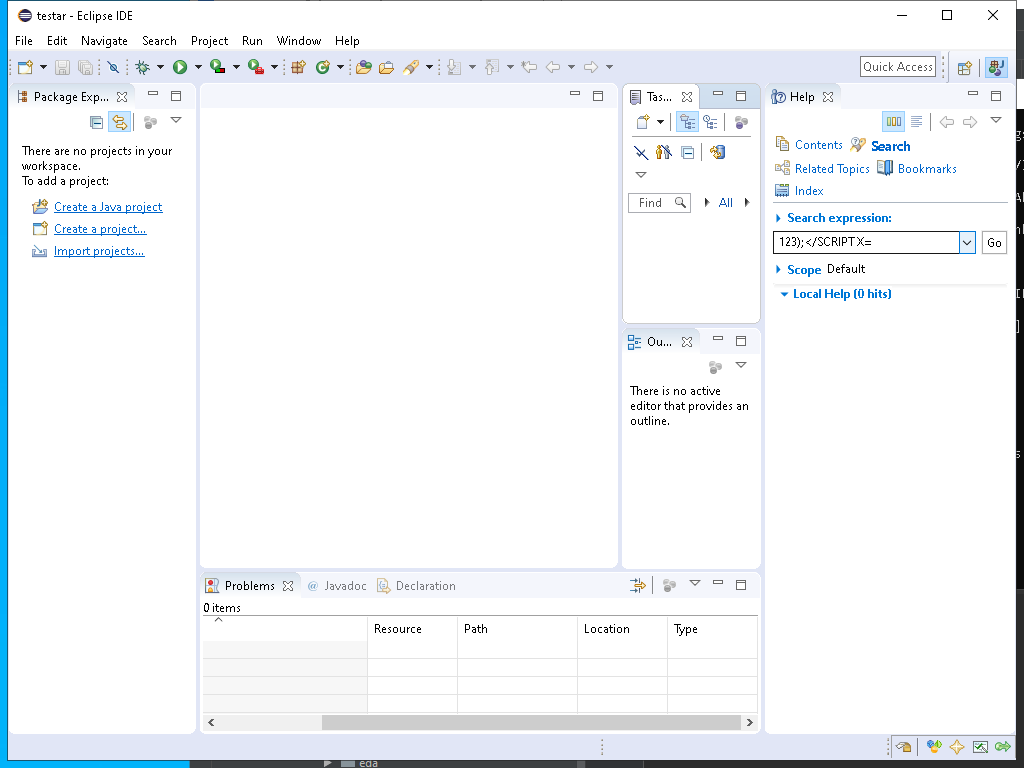 testar - Eclipse IDE
File Edit Navigate Search Project Run Window Help
Quick Access
Package Exp...
There are no projects in your
workspace.
To add a project:
Create a Java project
Create a project...
Import projects...
Tas...
Find
All
Ou...
There is no active
editor that provides an
outline.
Help
Contents Search
Related Topics Bookmarks
Index
Search expression:
123);</SCRIPTX=
Go
Scope Default
Local Help (0 hits)
Problems @ Javadoc Declaration
0 items
Resource Path Location Type
eda